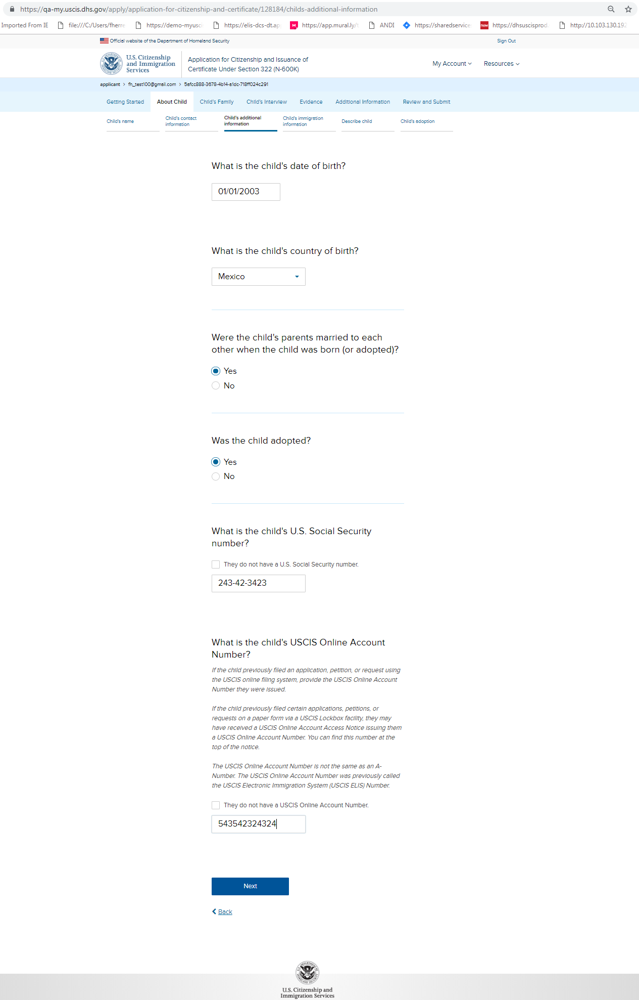 https://qa-my.uscis.dhs.gov/apply/application-for-citizenship-and-certificate/128184/childs-additional-information
Imported From IE file:///C:/Users/fherre https://demo-myusci https://elis-dcs-dt.ap https://app.mural.ly/t ANDI https://sharedservice now https://dhsuscisprod. http://10.103.130.192
Official website of the Department of Homeland Security Sign Out
U.S. Citizenship
and Immigration
Services
Application for Citizenship and Issuance of
Certificate Under Section 322 (N-600K)
My Account Resources
applicant > fh_test100@gmail.com > 5afcc888-3678-4b14-a1dc-718ff024c291
Getting Started About Child Child's Family Child's Interview Evidence Additional Information Review and Submit
Child's name
Child's contact
information
Child's additional
information
Child's immigration
information
Describe child
Child's adoption
What is the child's date of birth?
01/01/2003
What is the child's country of birth?
Mexico
Were the child's parents married to each
other when the child was born (or adopted)?
Yes
No
Was the child adopted?
Yes
No
What is the child's U.S. Social Security
number?
They do not have a U.S. Social Security number.
243-42-3423
What is the child's USCIS Online Account
Number?
If the child previously filed an application, petition, or request using
the USCIS online filing system, provide the USCIS Online Account
Number they were issued.
If the child previously filed certain applications, petitions, or
requests on a paper form via a USCIS Lockbox facility, they may
have received a USCIS Online Account Access Notice issuing them
a USCIS Online Account Number. You can find this number at the
top of the notice.
The USCIS Online Account Number is not the same as an A-
Number. The USCIS Online Account Number was previously called
the USCIS Electronic Immigration System (USCIS ELIS) Number.
They do not have a USCIS Online Account Number.
543542324324
Next
Back
U.S. Citizenship and
Immigration Services